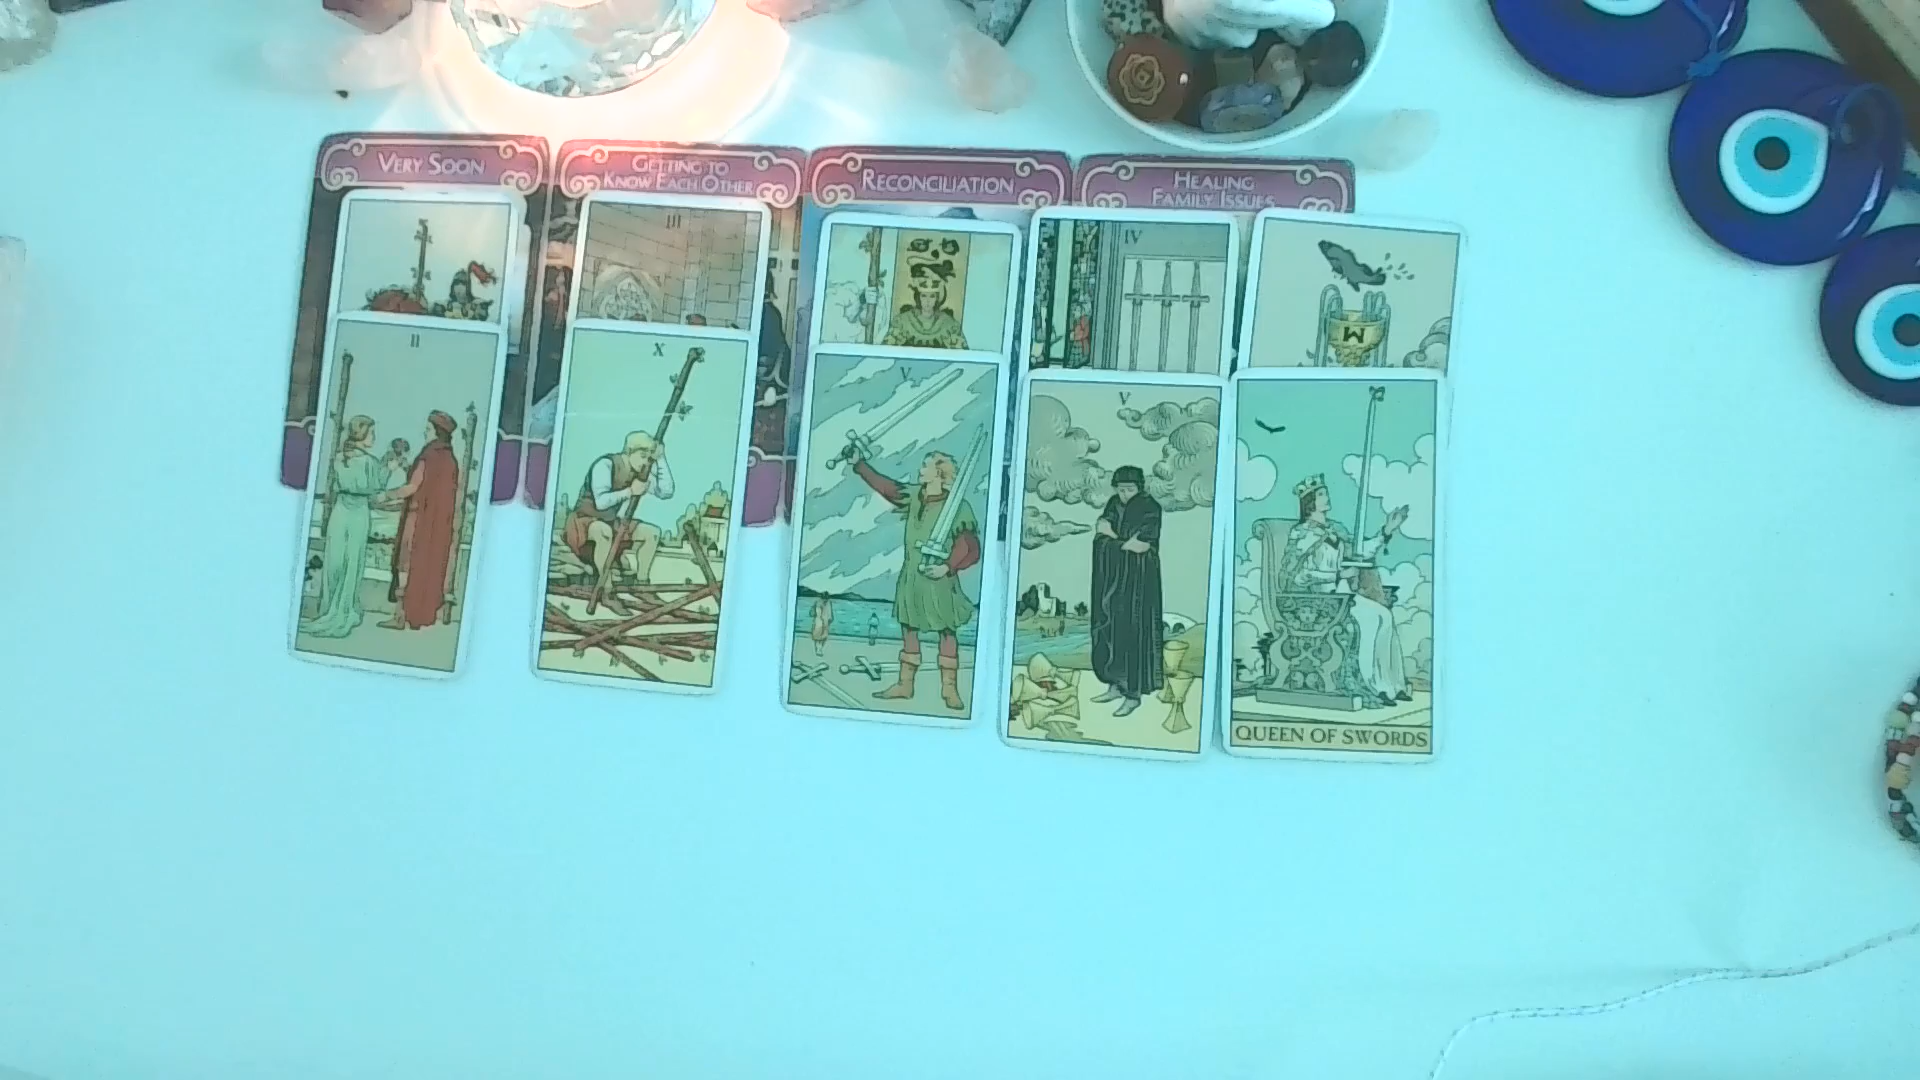 VERY SOON
GETTING TO
KNOW EACH OTHER
RECONCILIATION
HEALING
FAMILY ISSUES
III
IV
II
X
V
V
QUEEN OF SWORDS